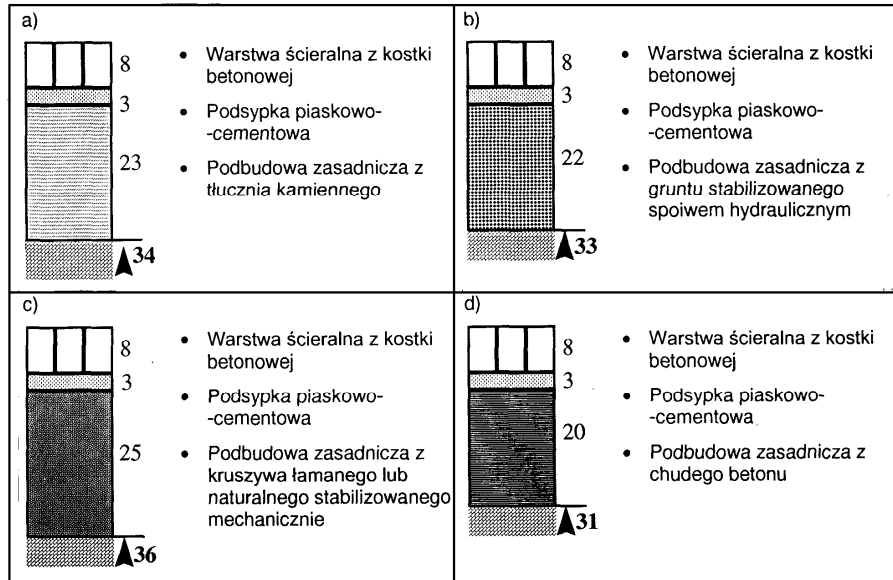 a)
8
3
23
34
• Warstwa ścieralna z kostki
betonowej
• Podsypka piaskowo-
-cementowa
• Podbudowa zasadnicza z
tłucznia kamiennego
b)
8
3
22
33
• Warstwa ścieralna z kostki
betonowej
• Podsypka piaskowo-
-cementowa
• Podbudowa zasadnicza z
gruntu stabilizowanego
spoiwem hydraulicznym
c)
8
3
25
36
• Warstwa ścieralna z kostki
betonowej
• Podsypka piaskowo-
-cementowa
• Podbudowa zasadnicza z
kruszywa łamanego lub
naturalnego stabilizowanego
mechanicznie
d)
8
3
20
31
• Warstwa ścieralna z kostki
betonowej
• Podsypka piaskowo-
-cementowa
• Podbudowa zasadnicza z
chudego betonu